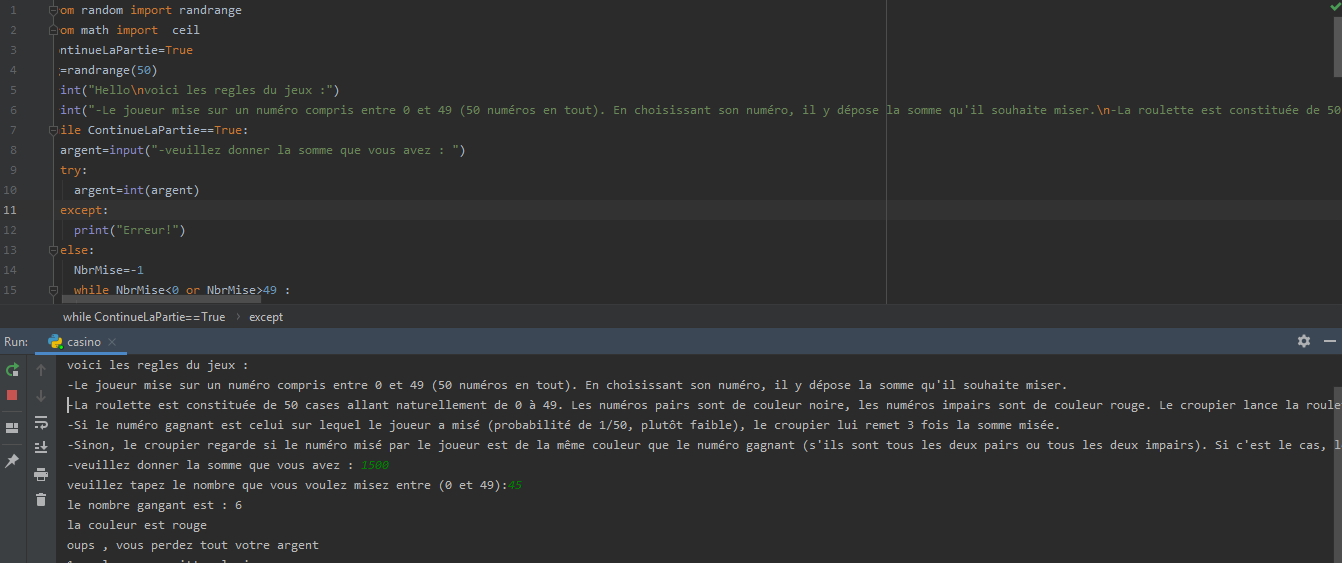 1 om random import randrange
2 om math import  ceil
3 ontinueLaPartie=True
4 =randrange(50)
5 int("Hello\nvoici les regles du jeux :")
6 int("-Le joueur mise sur un numéro compris entre 0 et 49 (50 numéros en tout). En choisissant son numéro, il y dépose la somme qu'il souhaite miser.\n-La roulette est constituée de 50
7 ile ContinueLaPartie==True:
8 argent=input("-veuillez donner la somme que vous avez : ")
9 try:
10 argent=int(argent)
11 except:
12 print("Erreur!")
13 else:
14 NbrMise=-1
15 while NbrMise<0 or NbrMise>49 :
while ContinueLaPartie==True › except
Run: casino
voici les regles du jeux :
-Le joueur mise sur un numéro compris entre 0 et 49 (50 numéros en tout). En choisissant son numéro, il y dépose la somme qu'il souhaite miser.
-La roulette est constituée de 50 cases allant naturellement de 0 à 49. Les numéros pairs sont de couleur noire, les numéros impairs sont de couleur rouge. Le croupier lance la roule
-Si le numéro gagnant est celui sur lequel le joueur a misé (probabilité de 1/50, plutôt faible), le croupier lui remet 3 fois la somme misée.
-Sinon, le croupier regarde si le numéro misé par le joueur est de la même couleur que le numéro gagnant (s'ils sont tous les deux pairs ou tous les deux impairs). Si c'est le cas, l
-veuillez donner la somme que vous avez : 1500
veuillez tapez le nombre que vous voulez misez entre (0 et 49):45
le nombre gangant est : 6
la couleur est rouge
oups , vous perdez tout votre argent